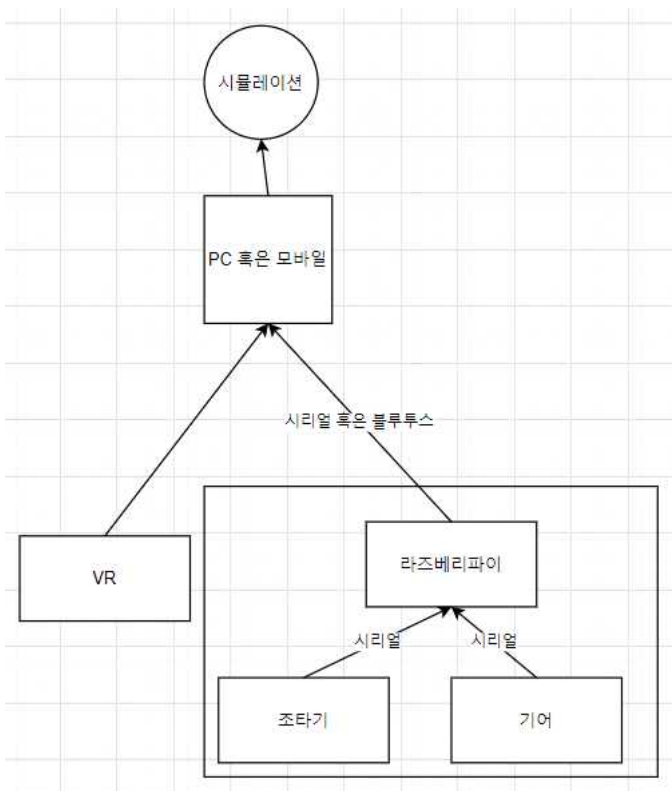 시뮬레이션
PC 혹은 모바일
시리얼 혹은 블루투스
VR
라즈베리파이
시리얼
시리얼
조타기
기어